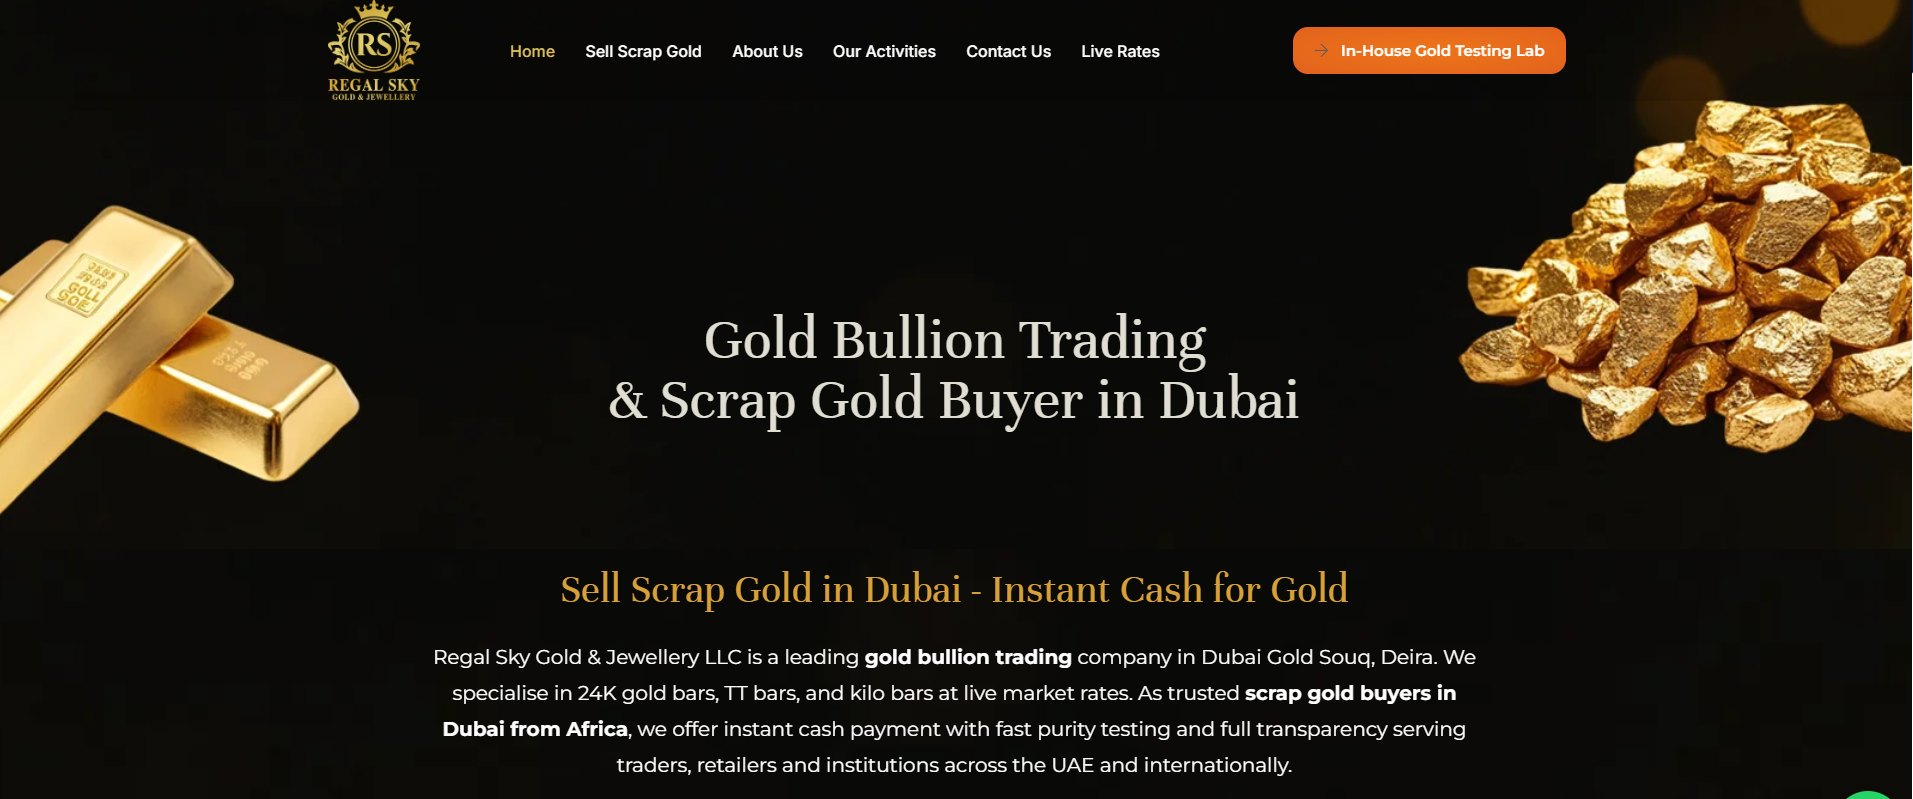 RS
REGAL SKY
GOLD & JEWELLERY
Home
Sell Scrap Gold
About Us
Our Activities
Contact Us
Live Rates
In-House Gold Testing Lab
GOLL
GOE
Gold Bullion Trading
& Scrap Gold Buyer in Dubai
Sell Scrap Gold in Dubai - Instant Cash for Gold
Regal Sky Gold & Jewellery LLC is a leading gold bullion trading company in Dubai Gold Souq, Deira. We
specialise in 24K gold bars, TT bars, and kilo bars at live market rates. As trusted scrap gold buyers in
Dubai from Africa, we offer instant cash payment with fast purity testing and full transparency serving
traders, retailers and institutions across the UAE and internationally.